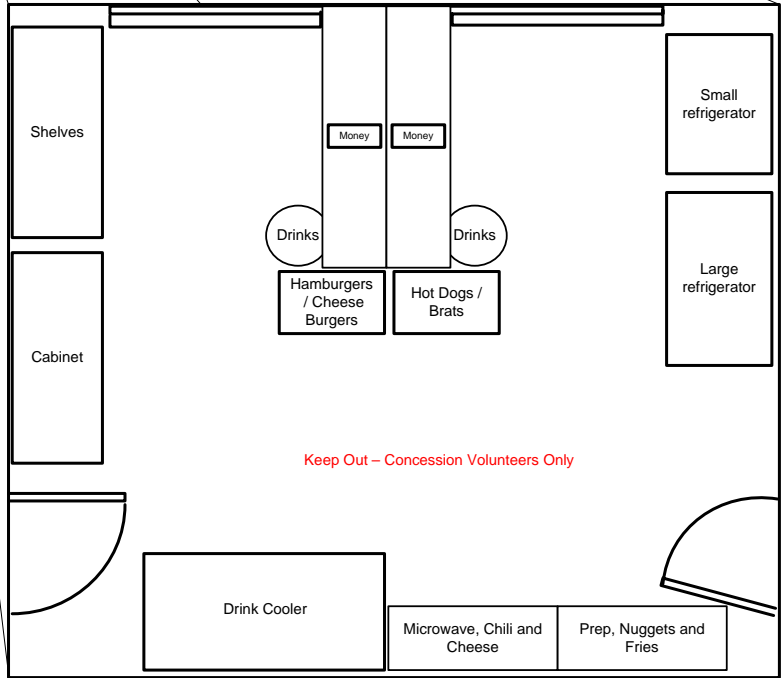 Shelves
Money
Money
Small
refrigerator
Drinks
Drinks
Hamburgers
/ Cheese
Burgers
Hot Dogs /
Brats
Large
refrigerator
Cabinet
Keep Out – Concession Volunteers Only
Drink Cooler
Microwave, Chili and
Cheese
Prep, Nuggets and
Fries